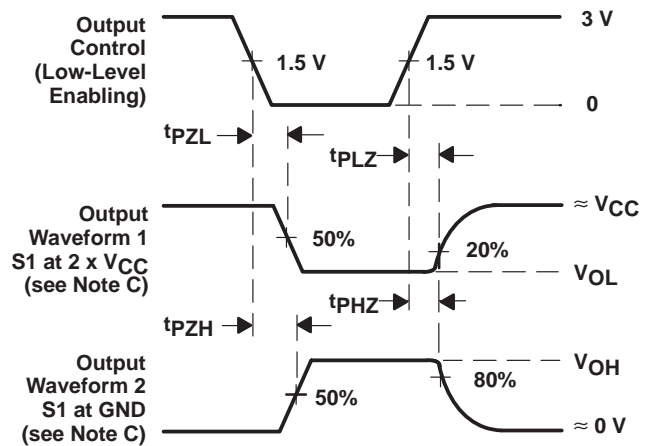 Output
Control
(Low-Level
Enabling)
3 V
1.5 V
1.5 V
0
tPZL
tPLZ
Output
Waveform 1
S1 at 2 x VCC
(see Note C)
≈ VCC
50%
20%
VOL
tPZH
tPHZ
Output
Waveform 2
S1 at GND
(see Note C)
VOH
50%
80%
≈ 0 V